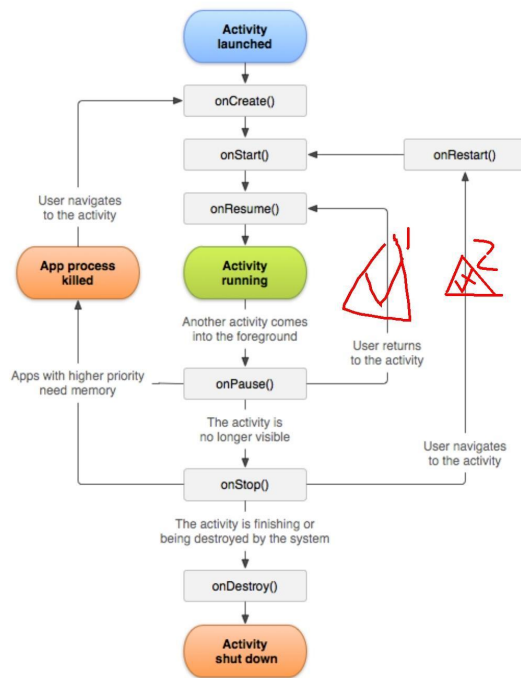 Activity
launched
onCreate()
onStart()
onRestart()
User navigates
to the activity
onResume()
1
2
App process
killed
Activity
running
Another activity comes
into the foreground
User returns
to the activity
Apps with higher priority
need memory
onPause()
The activity is
no longer visible
User navigates
to the activity
onStop()
The activity is finishing or
being destroyed by the system
onDestroy()
Activity
shut down